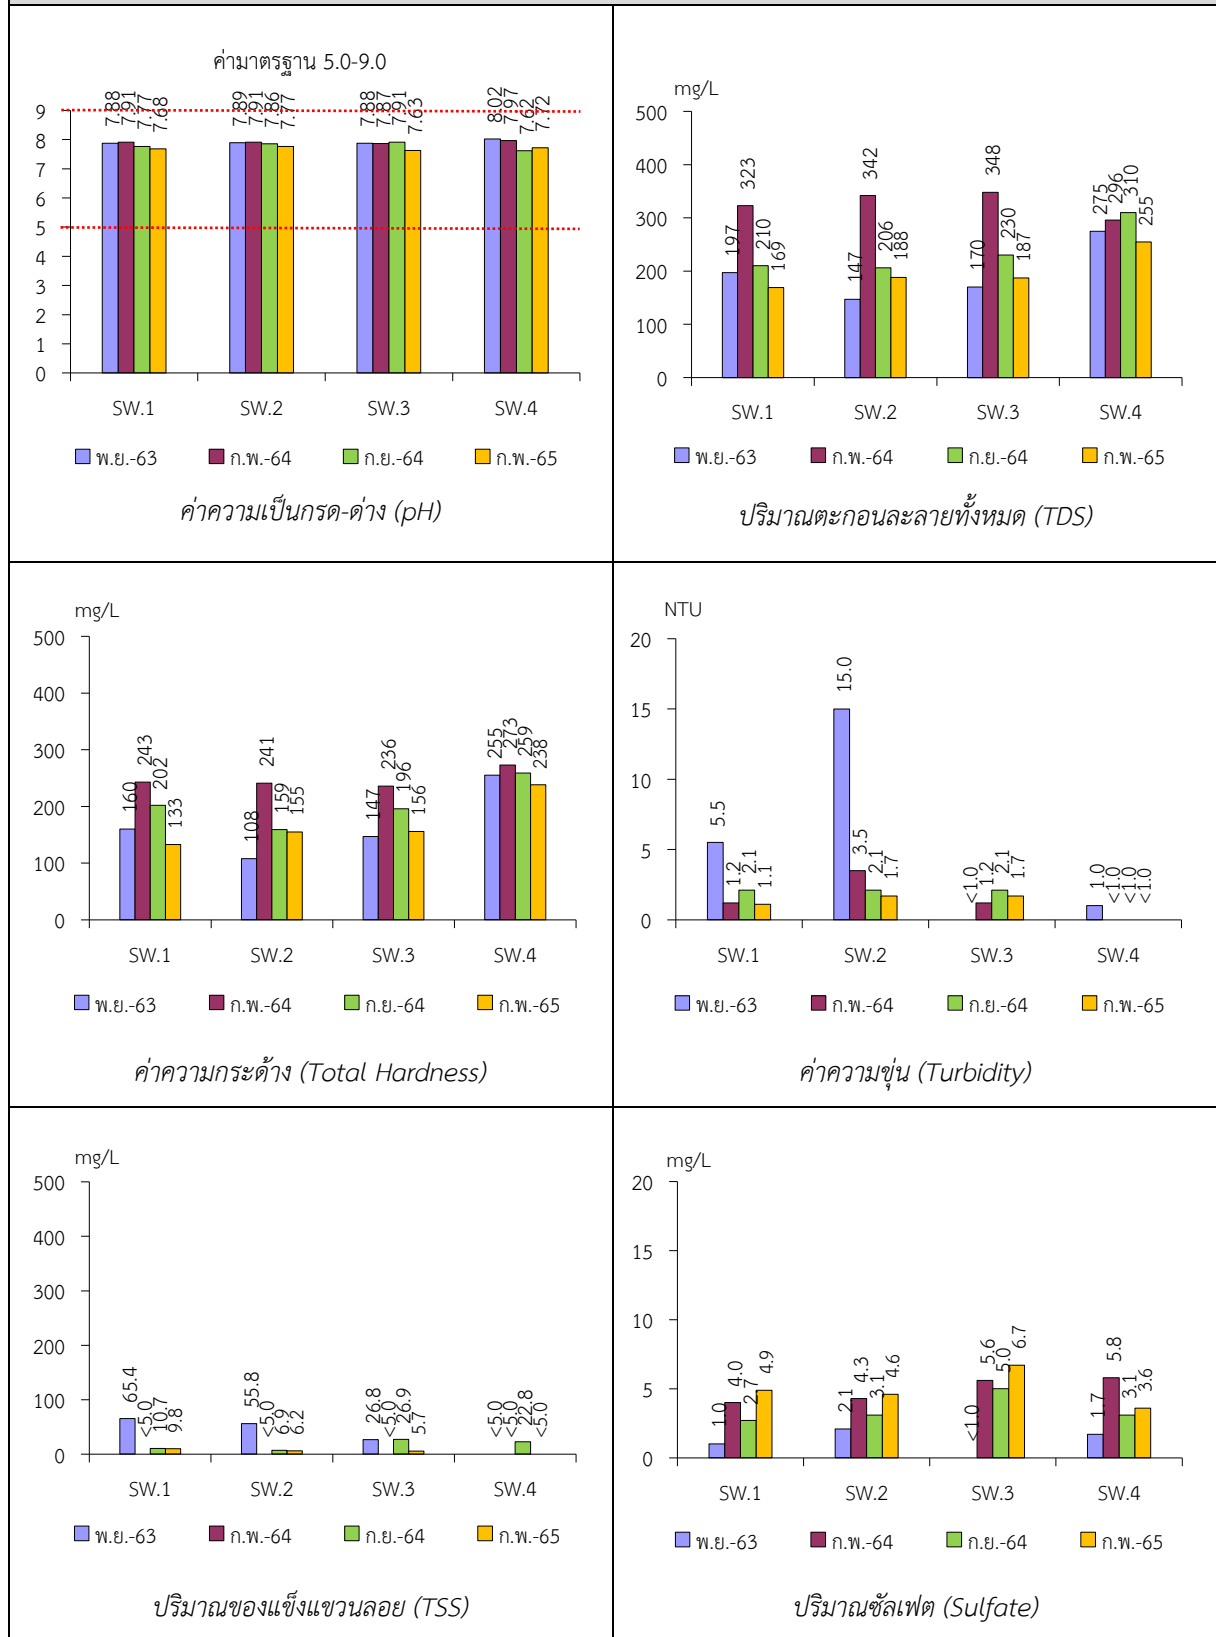 ค่ามาตรฐาน 5.0-9.0
9
8
7
6
5
4
3
2
1
0
7.88 7.91 7.77 7.68
7.89 7.91 7.86 7.77
7.88 7.87 7.91 7.63
8.02 7.97 7.62 7.72
SW.1 SW.2 SW.3 SW.4
พ.ย.-63 ก.พ.-64 ก.ย.-64 ก.พ.-65
ค่าความเป็นกรด-ด่าง (pH)
mg/L
500
400
300
200
100
0
197 323 210 169
147 342 206 188
170 348 230 187
275 296 310 255
SW.1 SW.2 SW.3 SW.4
พ.ย.-63 ก.พ.-64 ก.ย.-64 ก.พ.-65
ปริมาณตะกอนละลายทั้งหมด (TDS)
mg/L
500
400
300
200
100
0
160 243 202 133
108 241 159 155
147 236 196 156
255 273 259 238
SW.1 SW.2 SW.3 SW.4
พ.ย.-63 ก.พ.-64 ก.ย.-64 ก.พ.-65
ค่าความกระด้าง (Total Hardness)
NTU
20
15
10
5
0
5.5 1.2 2.1 1.1
15.0 3.5 2.1 1.7
<1.0 1.2 2.1 1.7
1.0 <1.0 <1.0 <1.0
SW.1 SW.2 SW.3 SW.4
พ.ย.-63 ก.พ.-64 ก.ย.-64 ก.พ.-65
ค่าความขุ่น (Turbidity)
mg/L
500
400
300
200
100
0
65.4 <5.0 10.7 9.8
55.8 <5.0 6.9 6.2
26.8 <5.0 26.9 5.7
<5.0 <5.0 22.8 <5.0
SW.1 SW.2 SW.3 SW.4
พ.ย.-63 ก.พ.-64 ก.ย.-64 ก.พ.-65
ปริมาณของแข็งแขวนลอย (TSS)
mg/L
20
15
10
5
0
1.0 4.0 2.7 4.9
2.1 4.3 3.1 4.6
<1.0 5.6 5.0 6.7
1.7 5.8 3.1 3.6
SW.1 SW.2 SW.3 SW.4
พ.ย.-63 ก.พ.-64 ก.ย.-64 ก.พ.-65
ปริมาณซัลเฟต (Sulfate)